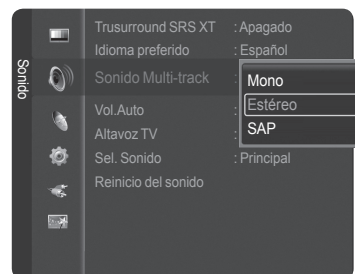 Sonido
Trusurround SRS XT : Apagado
Idioma preferido : Español
Sonido Multi-track : Mono
Vol.Auto : Estéreo
Altavoz TV : SAP
Sel. Sonido : Principal
Reinicio del sonido